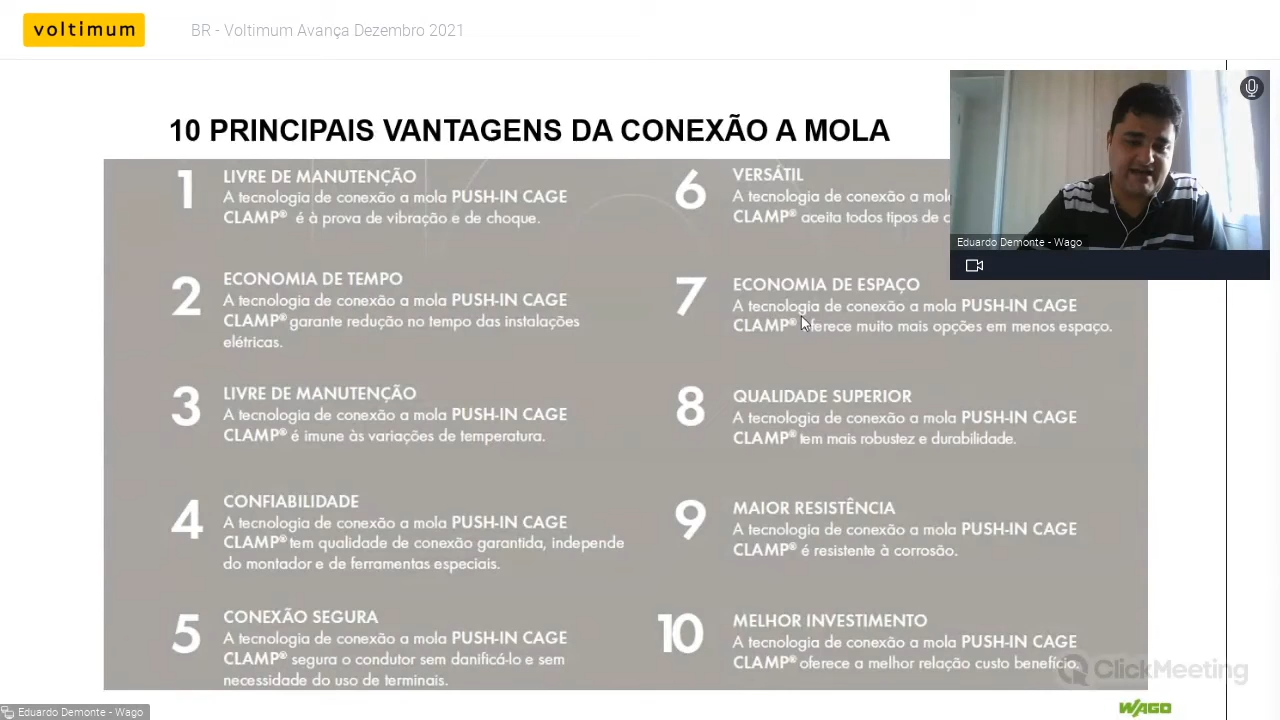 voltimum
BR - Voltimum Avança Dezembro 2021
10 PRINCIPAIS VANTAGENS DA CONEXÃO A MOLA
1
LIVRE DE MANUTENÇÃO
A tecnologia de conexão a mola PUSH-IN CAGE
CLAMP® é à prova de vibração e de choque.
2
ECONOMIA DE TEMPO
A tecnologia de conexão a mola PUSH-IN CAGE
CLAMP® garante redução no tempo das instalações
elétricas.
3
LIVRE DE MANUTENÇÃO
A tecnologia de conexão a mola PUSH-IN CAGE
CLAMP® é imune às variações de temperatura.
4
CONFIABILIDADE
A tecnologia de conexão a mola PUSH-IN CAGE
CLAMP® tem qualidade de conexão garantida, independe
do montador e de ferramentas especiais.
5
CONEXÃO SEGURA
A tecnologia de conexão a mola PUSH-IN CAGE
CLAMP® segura o condutor sem danificá-lo e sem
necessidade do uso de terminais.
6
VERSÁTIL
A tecnologia de conexão a
CLAMP® aceita todos tipos de
7
ECONOMIA DE ESPAÇO
A tecnologia de conexão a mola PUSH-IN CAGE
CLAMP® oferece muito mais opções em menos espaço.
8
QUALIDADE SUPERIOR
A tecnologia de conexão a mola PUSH-IN CAGE
CLAMP® tem mais robustez e durabilidade.
9
MAIOR RESISTÊNCIA
A tecnologia de conexão a mola PUSH-IN CAGE
CLAMP® é resistente à corrosão.
10
MELHOR INVESTIMENTO
A tecnologia de conexão a mola PUSH-IN CAGE
CLAMP® oferece a melhor relação custo benefício.
Eduardo Demonte - Wago
ClickMeeting
WAGO
Eduardo Demonte - Wago